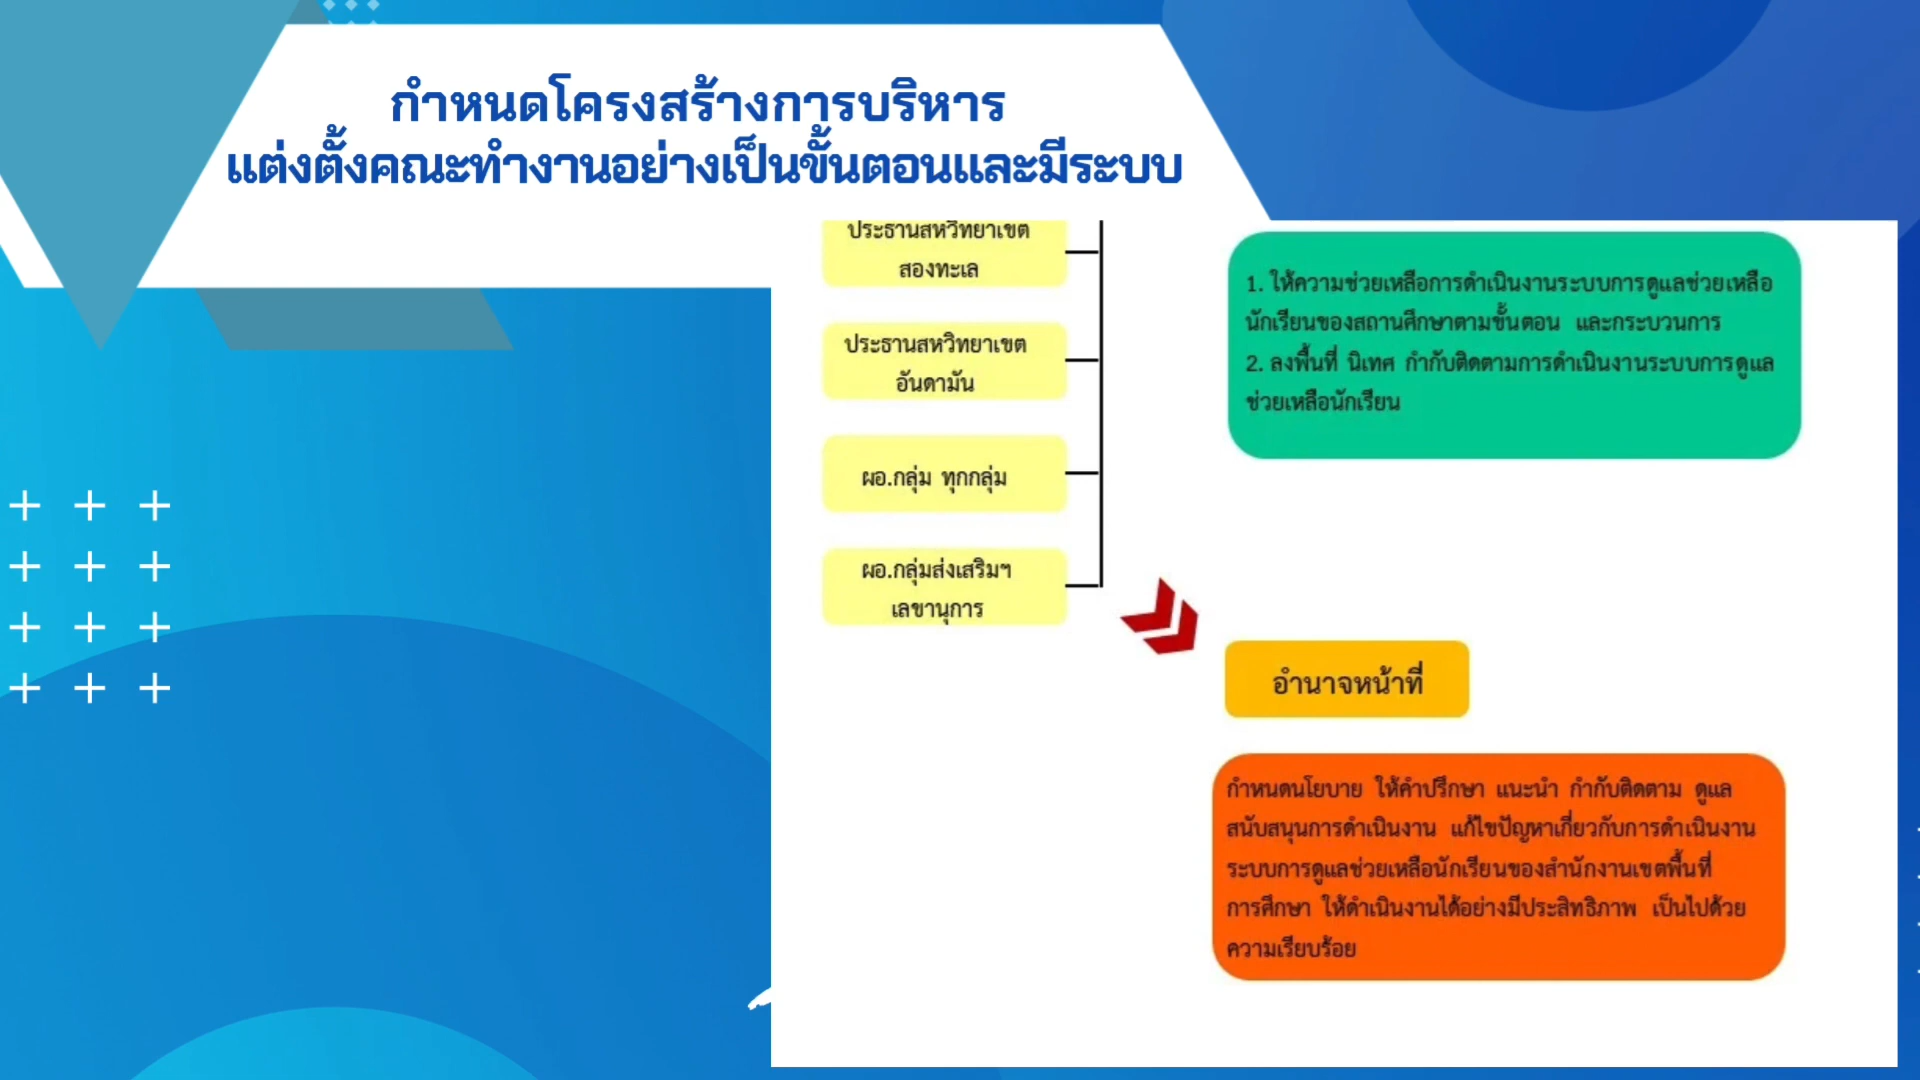 กำหนดโครงสร้างการบริหาร
แต่งตั้งคณะทำงานอย่างเป็นขั้นตอนและมีระบบ
ประธานสหวิทยาเขต
สองทะเล
ประธานสหวิทยาเขต
อันดามัน
ผอ.กลุ่ม ทุกกลุ่ม
ผอ.กลุ่มส่งเสริมฯ
เลขานุการ
1. ให้ความช่วยเหลือการดำเนินงานระบบการดูแลช่วยเหลือ
นักเรียนของสถานศึกษาตามขั้นตอน และกระบวนการ
2. ลงพื้นที่ นิเทศ กำกับติดตามการดำเนินงานระบบการดูแล
ช่วยเหลือนักเรียน
อำนาจหน้าที่
กำหนดนโยบาย ให้คำปรึกษา แนะนำ กำกับติดตาม ดูแล
สนับสนุนการดำเนินงาน แก้ไขปัญหาเกี่ยวกับการดำเนินงาน
ระบบการดูแลช่วยเหลือนักเรียนของสำนักงานเขตพื้นที่
การศึกษา ให้ดำเนินงานได้อย่างมีประสิทธิภาพ เป็นไปด้วย
ความเรียบร้อย